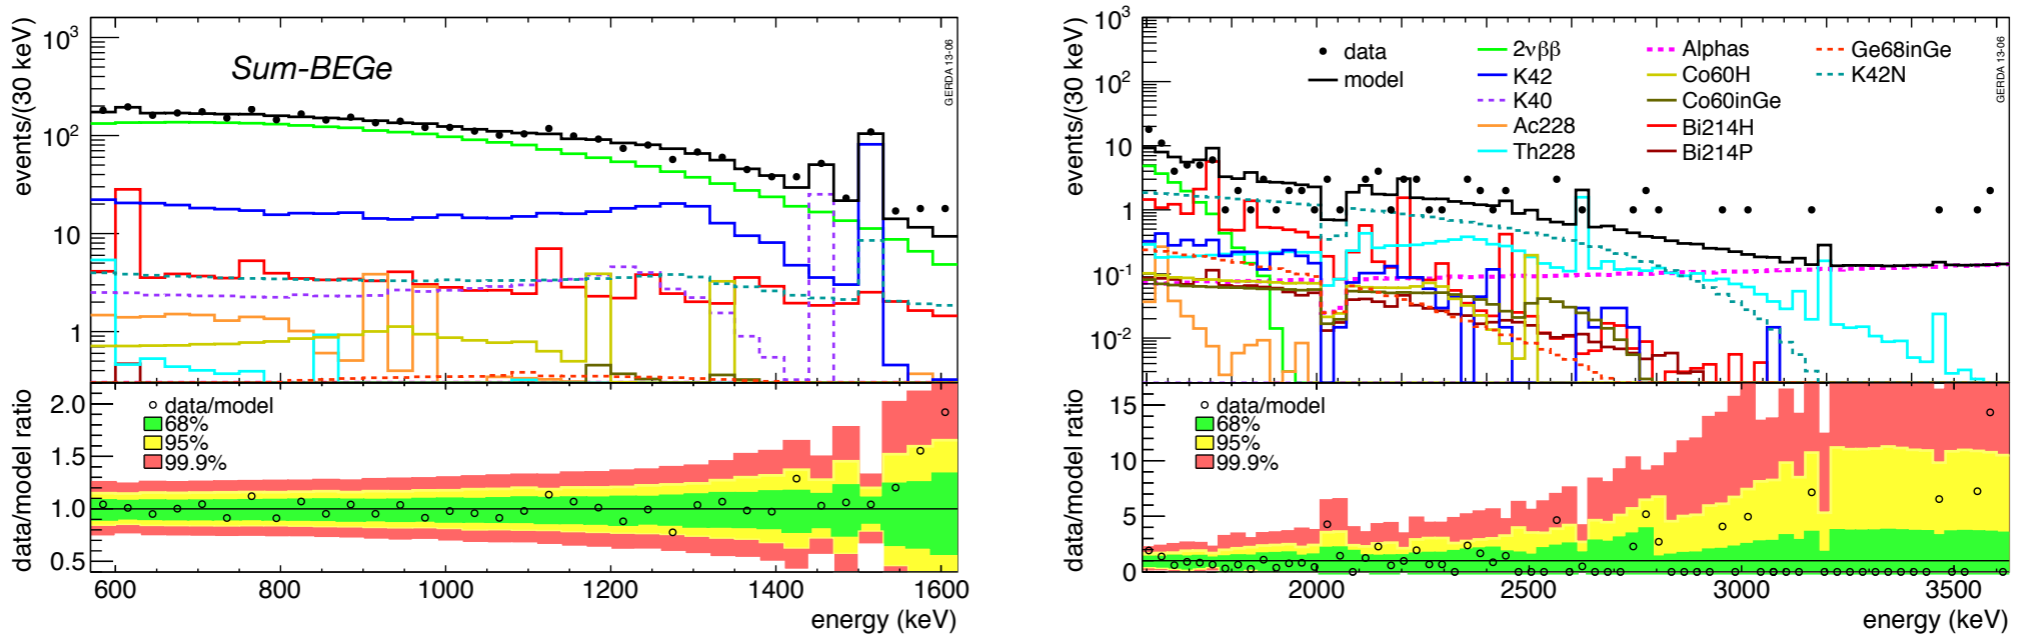 events/(30 keV)
10³
10²
10
1
Sum-BEGe
GERDA 13-06
data/model ratio
2.0
1.5
1.0
0.5
data/model
68%
95%
99.9%
600 800 1000 1200 1400 1600
energy (keV)
events/(30 keV)
10³
10²
10
1
10⁻¹
10⁻²
data
model
2νββ
K42
K40
Ac228
Th228
Alphas
Co60H
Co60inGe
Bi214H
Bi214P
Ge68inGe
K42N
GERDA 13-06
data/model ratio
15
10
5
0
data/model
68%
95%
99.9%
2000 2500 3000 3500
energy (keV)